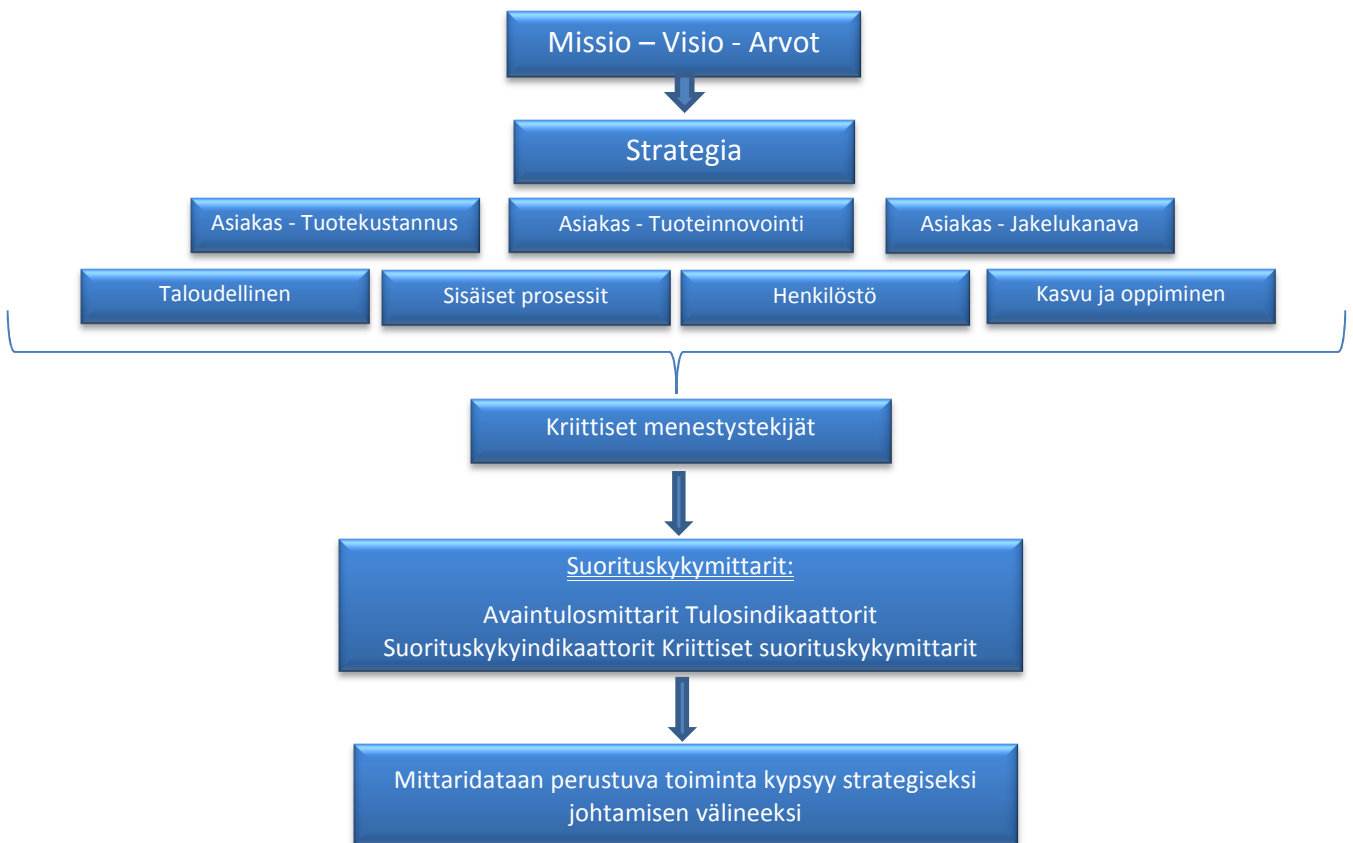 Missio – Visio - Arvot
Strategia
Asiakas - Tuotekustannus
Asiakas - Tuoteinnovointi
Asiakas - Jakelukanava
Taloudellinen
Sisäiset prosessit
Henkilöstö
Kasvu ja oppiminen
Kriittiset menestystekijät
Suorituskykymittarit:
Avaintulosmittarit Tulosindikaattorit
Suorituskykyindikaattorit Kriittiset suorituskykymittarit
Mittaridataan perustuva toiminta kypsyy strategiseksi
johtamisen välineeksi